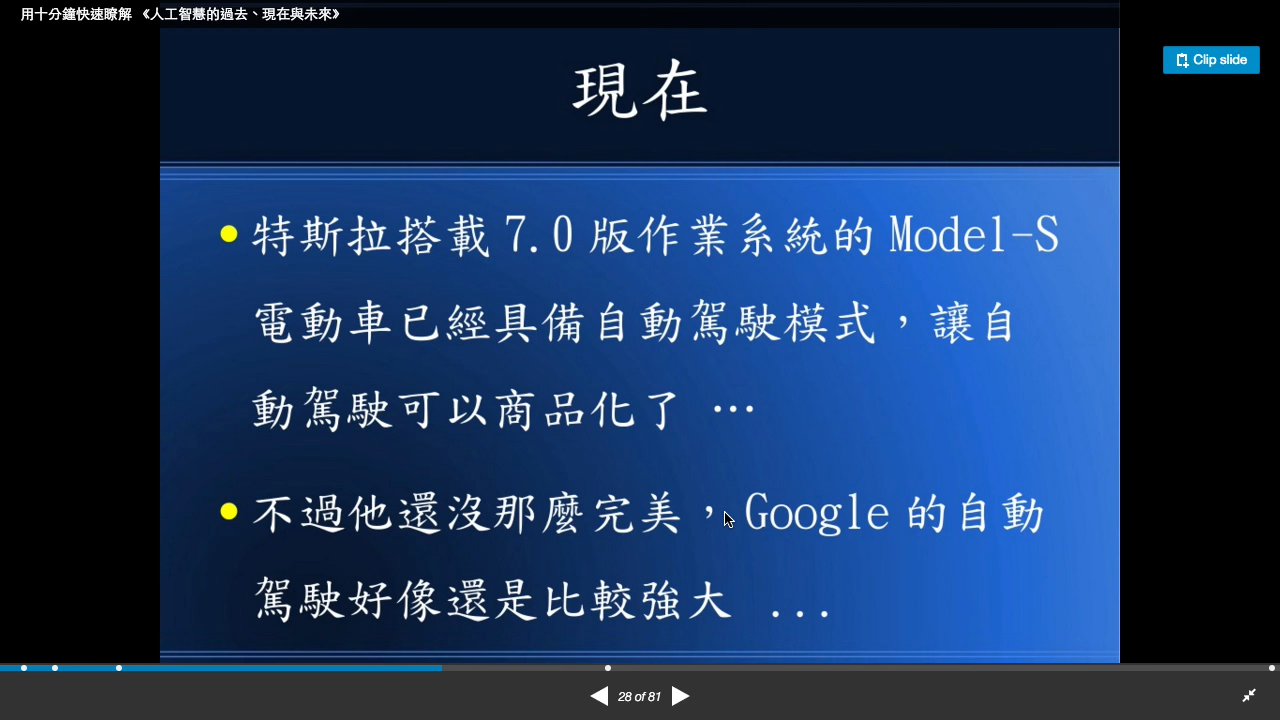 用十分鐘快速瞭解 《人工智慧的過去、現在與未來》
Clip slide
現在
特斯拉搭載 7.0 版作業系統的 Model-S
電動車已經具備自動駕駛模式，讓自
動駕駛可以商品化了 …
不過他還沒那麼完美，Google 的自動
駕駛好像還是比較強大 ...
28 of 81